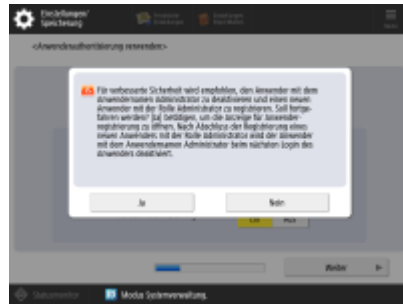 Einstellungen/
Speicherung
<Anwenderauthentisierung verwenden>
Für verbesserte Sicherheit wird empfohlen, den Anwender mit dem
Anwendernamen Administrator zu deaktivieren und einen neuen
Anwender mit der Rolle Administrator zu registrieren. Soll fortge-
fahren werden? [Ja] betätigen, um die Anzeige für Anwender-
registrierung zu öffnen. Nach Abschluss der Registrierung eines
neuen Anwenders mit der Rolle Administrator wird der Anwender
mit dem Anwendernamen Administrator beim nächsten Login des
Anwenders deaktiviert.
Ja
Nein
Ein
Aus
Weiter
Statusmonitor
Modus Systemverwaltung.